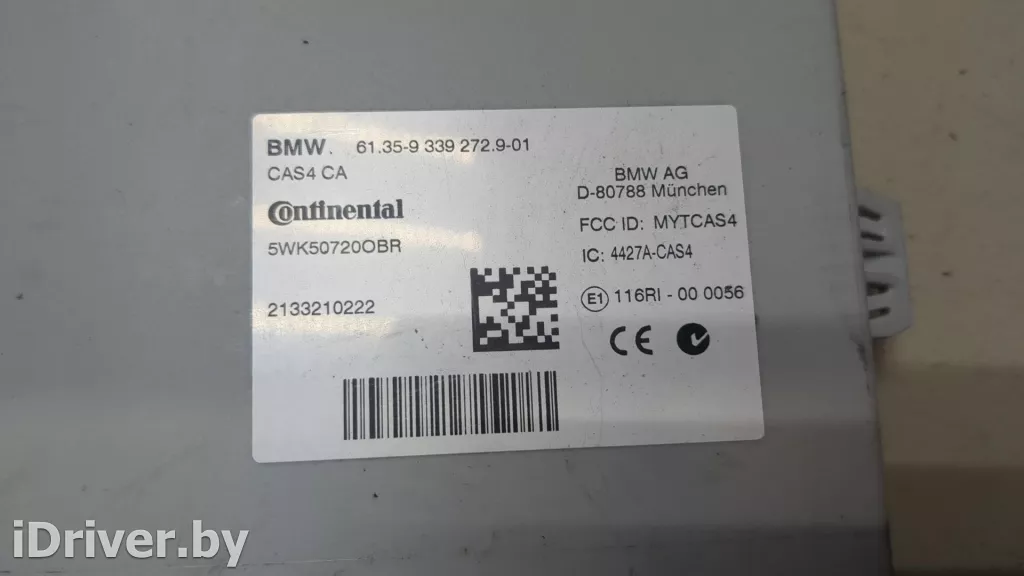 BMW. 61.35-9 339 272.9-01
CAS4 CA
Continental
5WK50720OBR
2133210222
BMW AG
D-80788 München
FCC ID: MYTCAS4
IC: 4427A-CAS4
E1 116RI - 00 0056
CE
iDriver.by